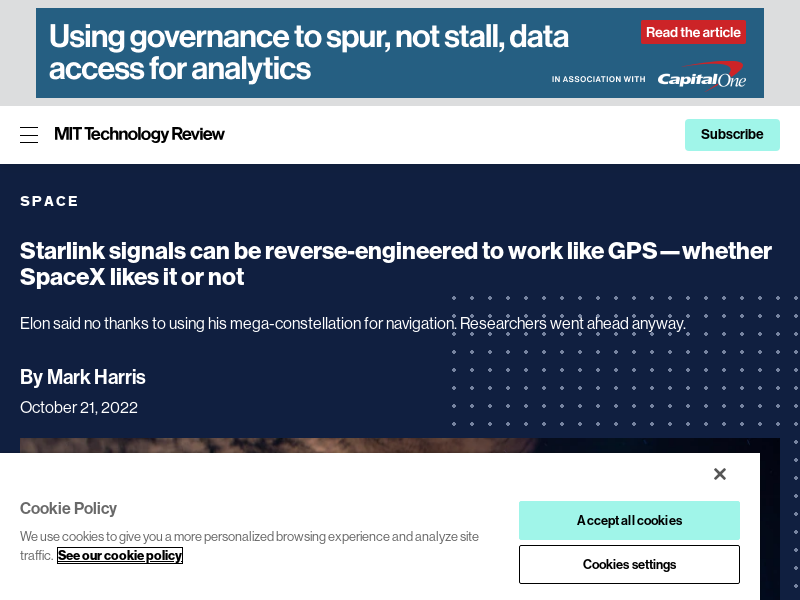 Using governance to spur, not stall, data
access for analytics
Read the article
IN ASSOCIATION WITH Capital One
MIT Technology Review
Subscribe
SPACE
Starlink signals can be reverse-engineered to work like GPS—whether
SpaceX likes it or not
Elon said no thanks to using his mega-constellation for navigation. Researchers went ahead anyway.
By Mark Harris
October 21, 2022
Cookie Policy
We use cookies to give you a more personalized browsing experience and analyze site
traffic. See our cookie policy
Accept all cookies
Cookies settings